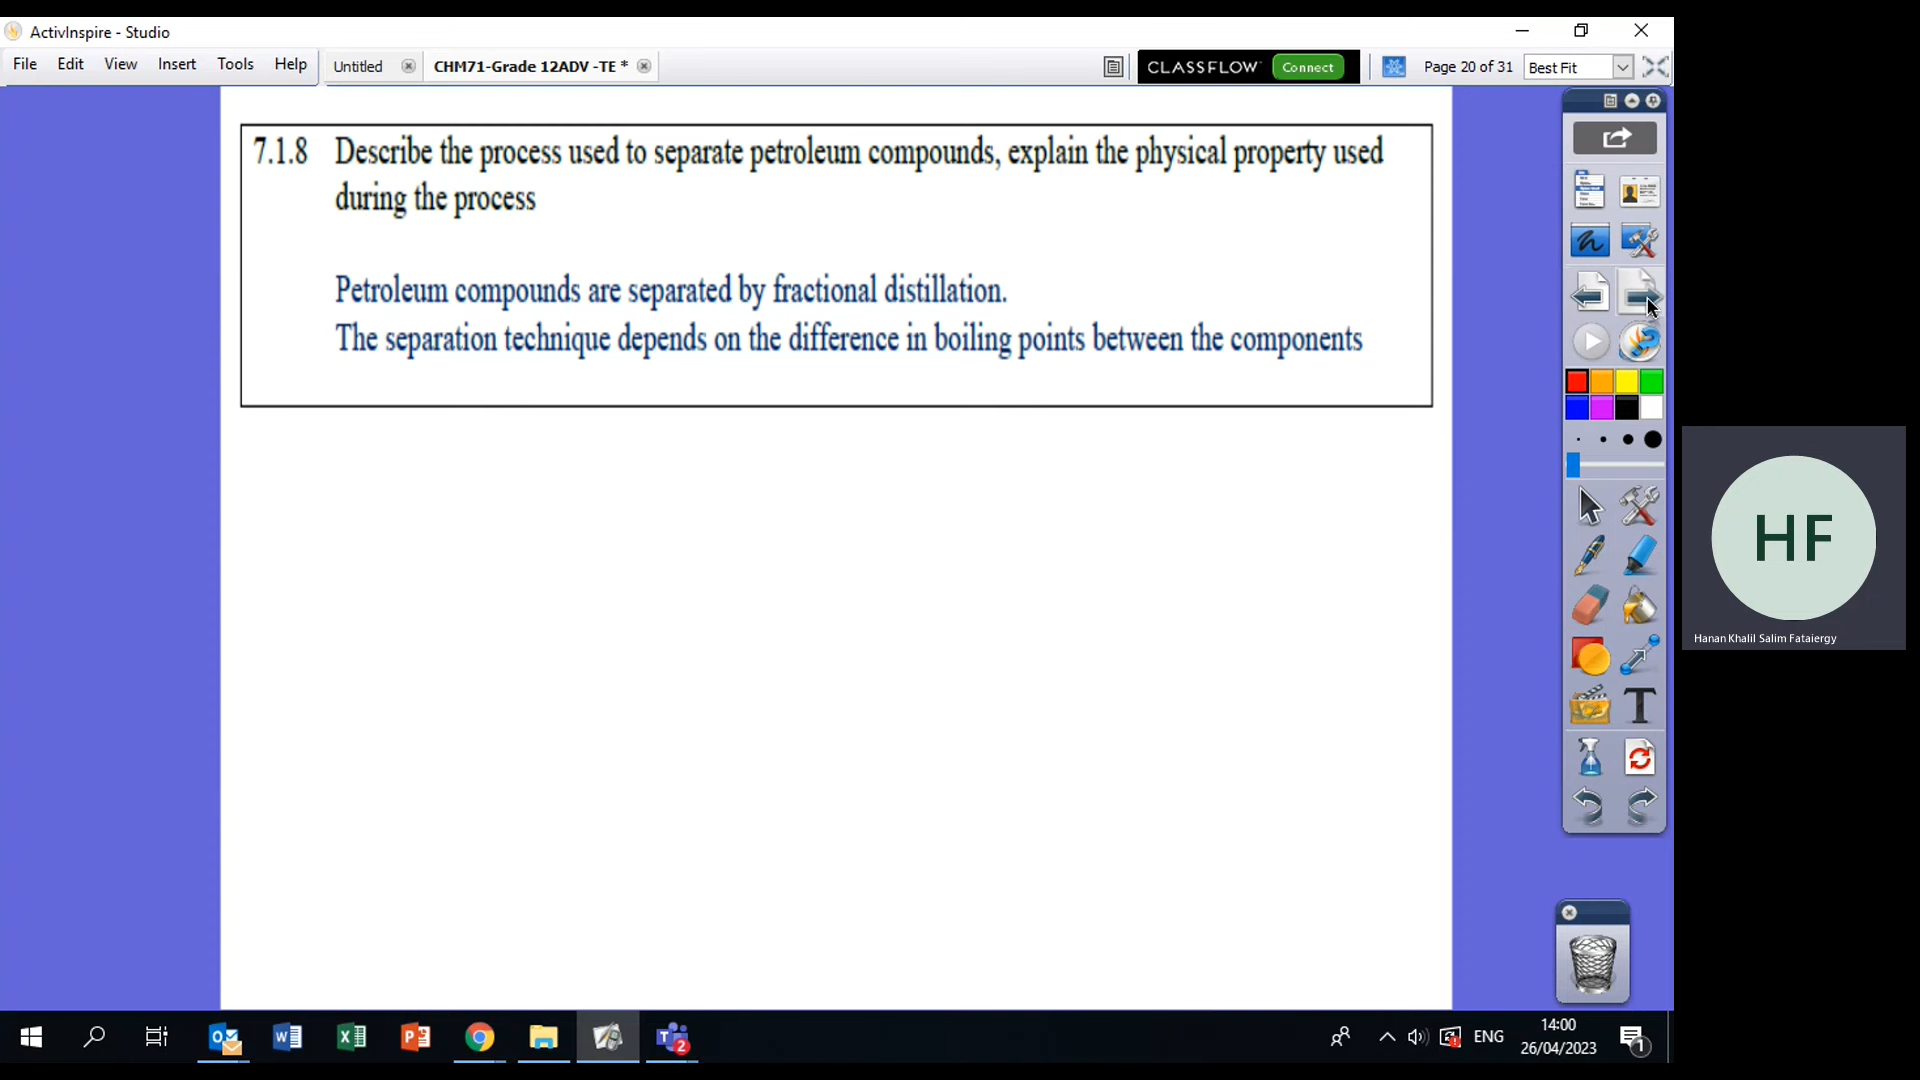 ActivInspire - Studio
File Edit View Insert Tools Help
Untitled
CHM71-Grade 12ADV -TE *
CLASSFLOW Connect
Page 20 of 31
Best Fit
7.1.8 Describe the process used to separate petroleum compounds, explain the physical property used
during the process
Petroleum compounds are separated by fractional distillation.
The separation technique depends on the difference in boiling points between the components
T
HF
Hanan Khalil Salim Fataiergy
2
ENG
14:00
26/04/2023
1